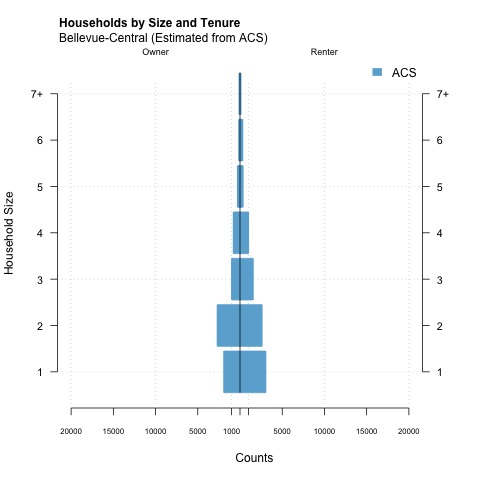 Households by Size and Tenure
Bellevue-Central (Estimated from ACS)
Owner Renter
ACS
7+ 7+
6 6
5 5
4 4
3 3
2 2
1 1
Household Size
20000 15000 10000 5000 1000 5000 10000 15000 20000
Counts